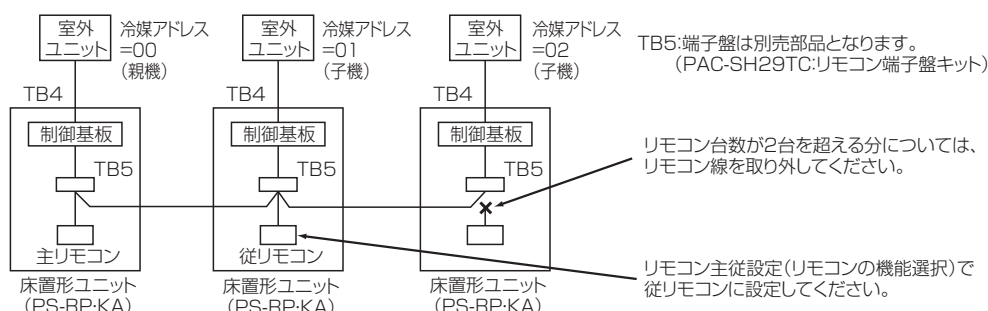 室外
ユニット
冷媒アドレス
=00
(親機)
室外
ユニット
冷媒アドレス
=01
(子機)
室外
ユニット
冷媒アドレス
=02
(子機)
TB5:端子盤は別売部品となります。
(PAC-SH29TC:リモコン端子盤キット)
TB4
TB4
TB4
制御基板
制御基板
制御基板
TB5
TB5
TB5
リモコン台数が2台を超える分については、
リモコン線を取り外してください。
主リモコン
従リモコン
リモコン主従設定(リモコンの機能選択)で
従リモコンに設定してください。
床置形ユニット
(PS-RP・KA)
床置形ユニット
(PS-RP・KA)
床置形ユニット
(PS-RP・KA)